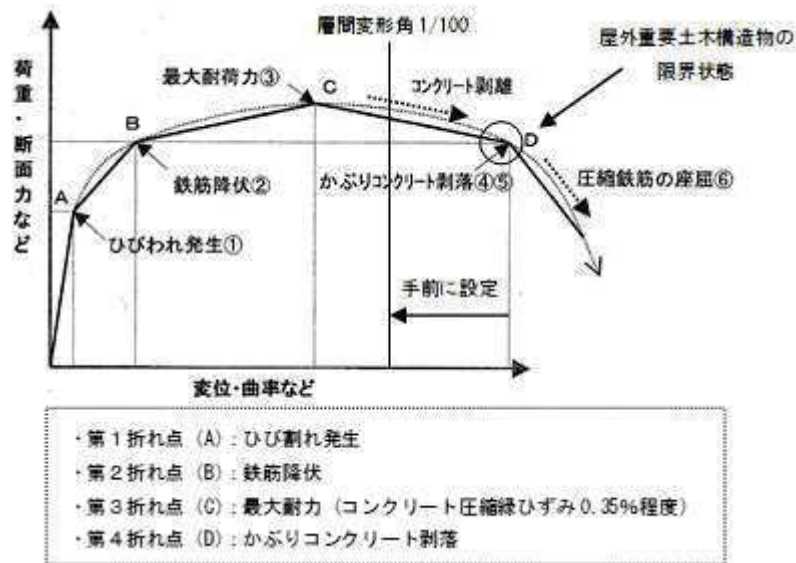 層間変形角1/100
屋外重要土木構造物の
限界状態
荷重・断面力など
最大耐荷力③
C
コンクリート剥離
B
D
鉄筋降伏②
かぶりコンクリート剥落④⑤
圧縮鉄筋の座屈⑥
A
ひびわれ発生①
手前に設定
変位・曲率など
・第1折れ点(A):ひび割れ発生
・第2折れ点(B):鉄筋降伏
・第3折れ点(C):最大耐力(コンクリート圧縮縁ひずみ0.35%程度)
・第4折れ点(D):かぶりコンクリート剥落